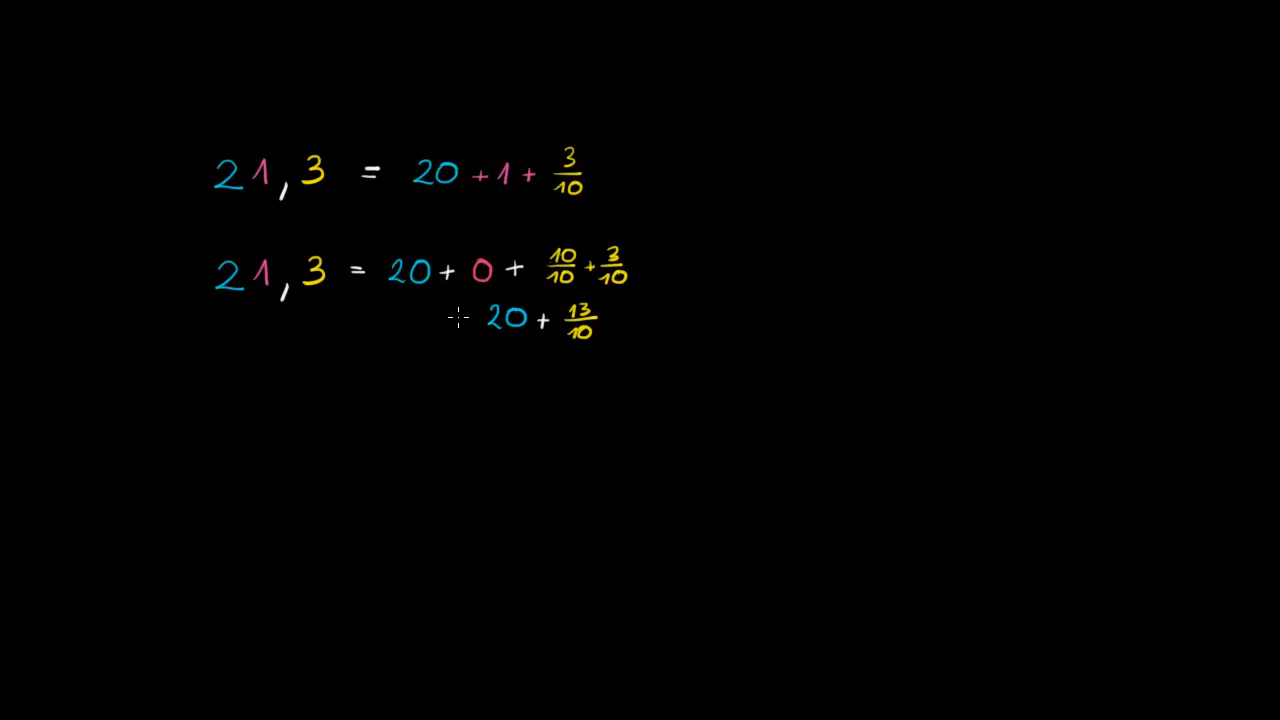 21,3 = 20 + 1 + 3/10
21,3 = 20 + 0 + 10/10 + 3/10
20 + 13/10